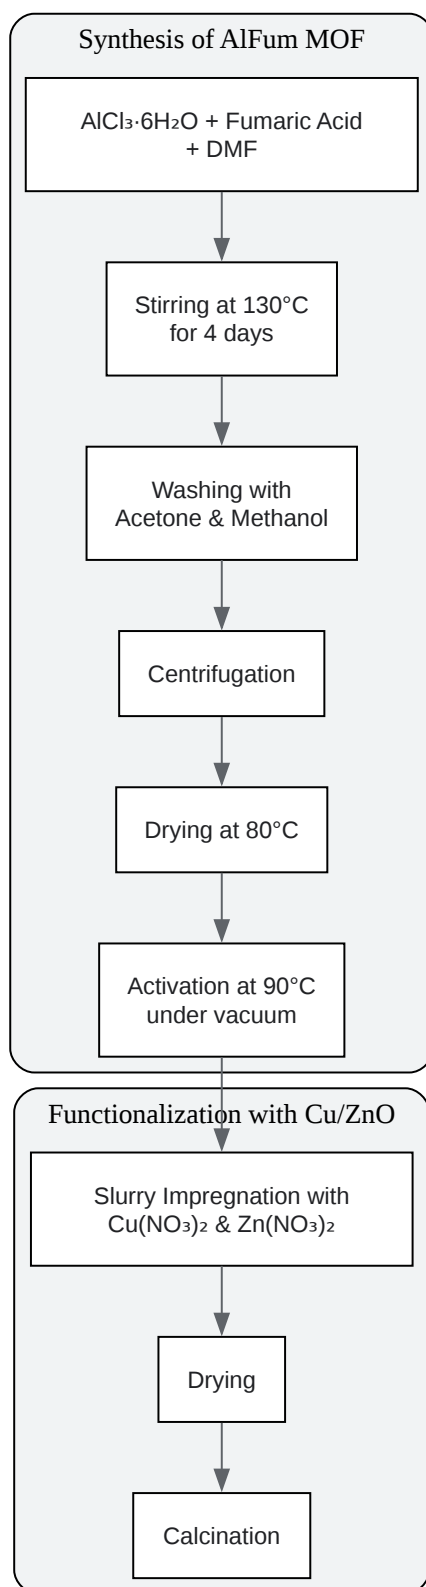 Synthesis of AlFum MOF
AlCl₃·6H₂O + Fumaric Acid
+ DMF
Stirring at 130°C
for 4 days
Washing with
Acetone & Methanol
Centrifugation
Drying at 80°C
Activation at 90°C
under vacuum
Functionalization with Cu/ZnO
Slurry Impregnation with
Cu(NO₃)₂ & Zn(NO₃)₂
Drying
Calcination